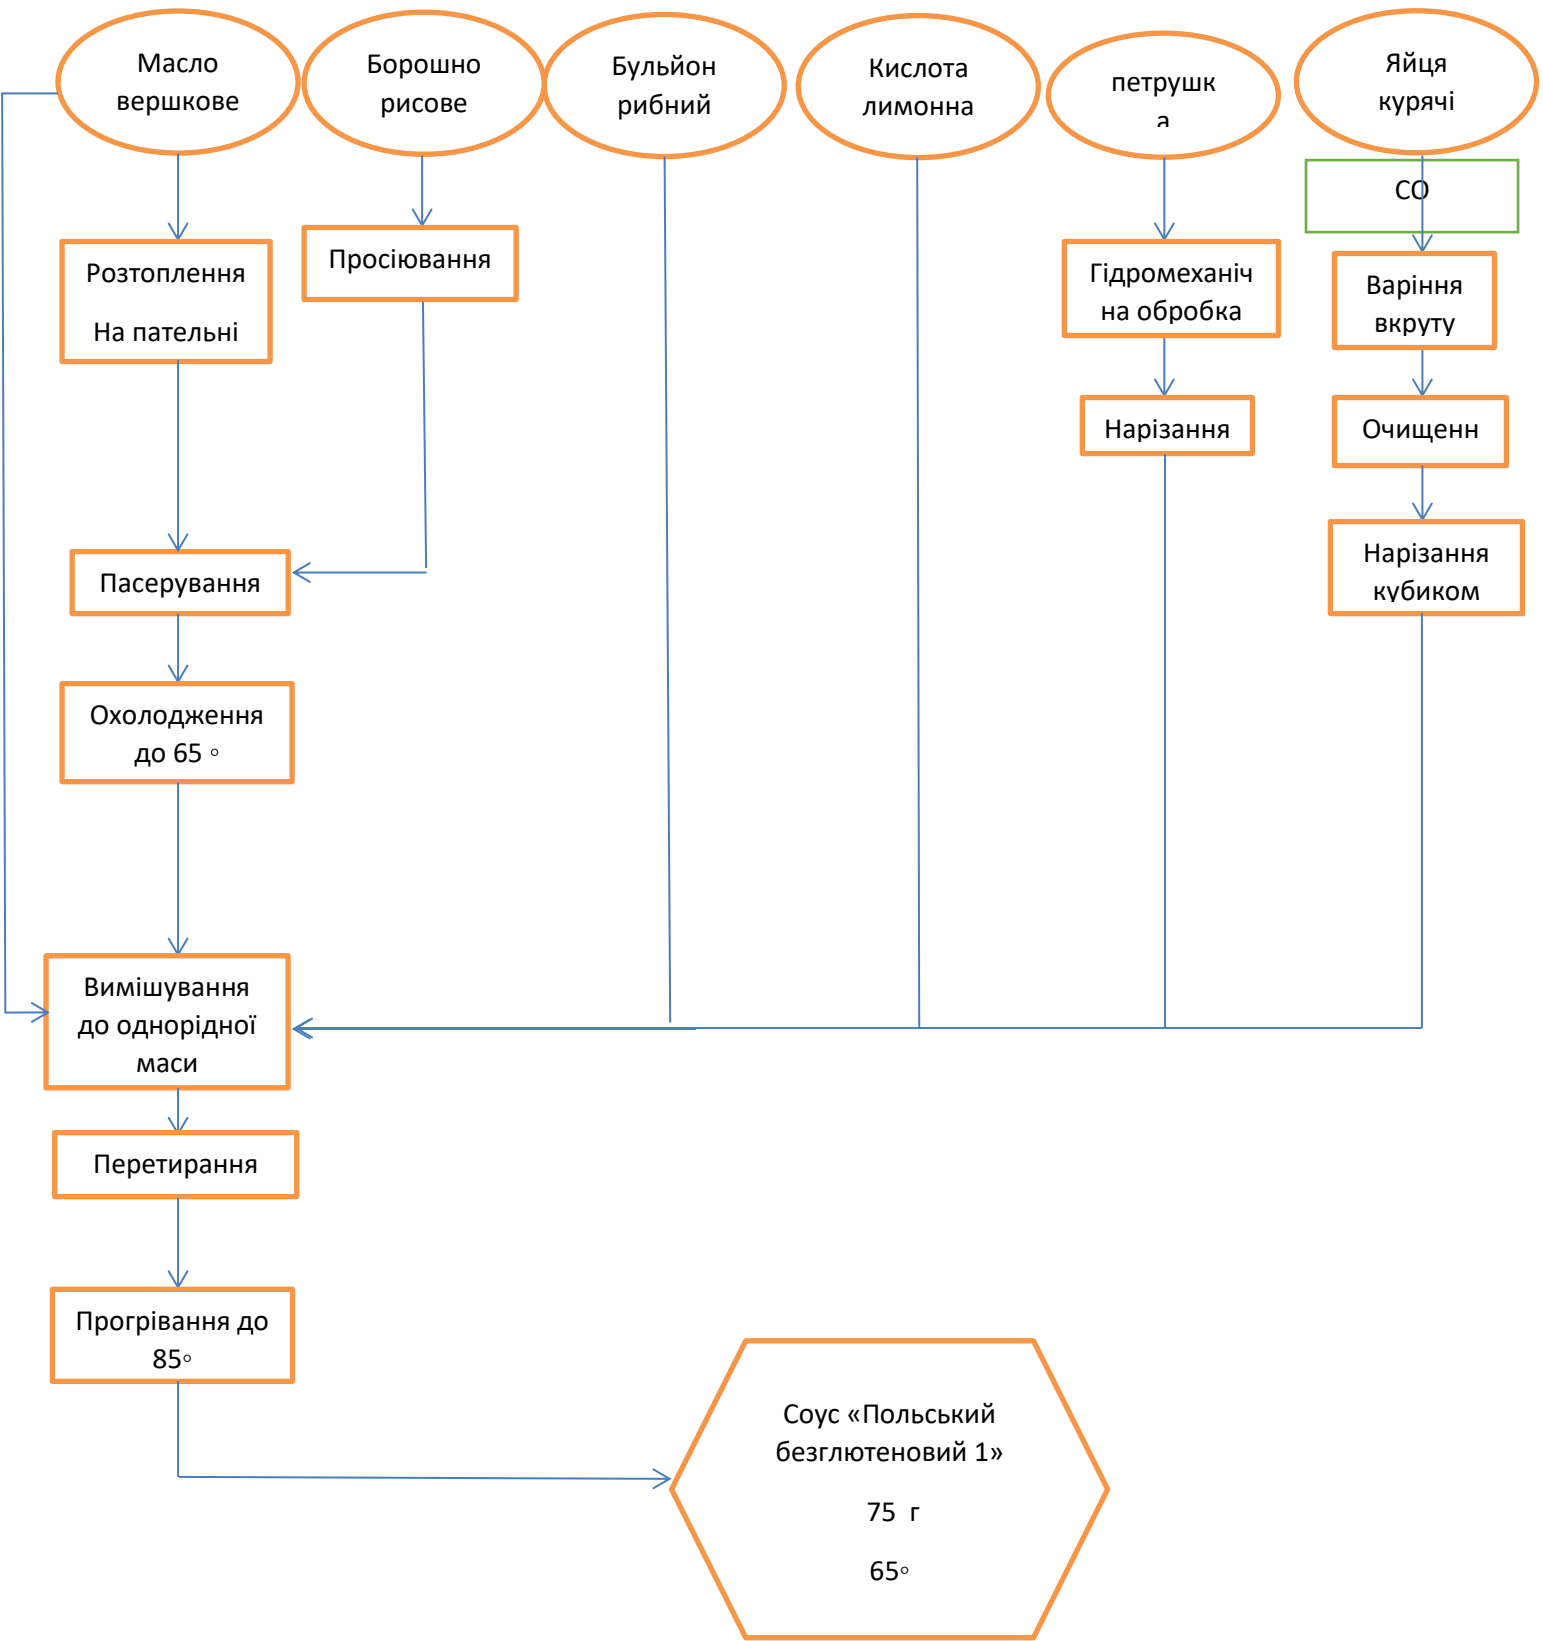 Масло
вершкове
Борошно
рисове
Бульйон
рибний
Кислота
лимонна
петрушк
а
Яйця
курячі
СО
Розтоплення
На пательні
Просіювання
Гідромеханіч
на обробка
Варіння
вкруту
Нарізання
Очищенн
Пасерування
Нарізання
кубиком
Охолодження
до 65 °
Вимішування
до однорідної
маси
Перетирання
Прогрівання до
85°
Соус «Польський
безглютеновий 1»
75 г
65°